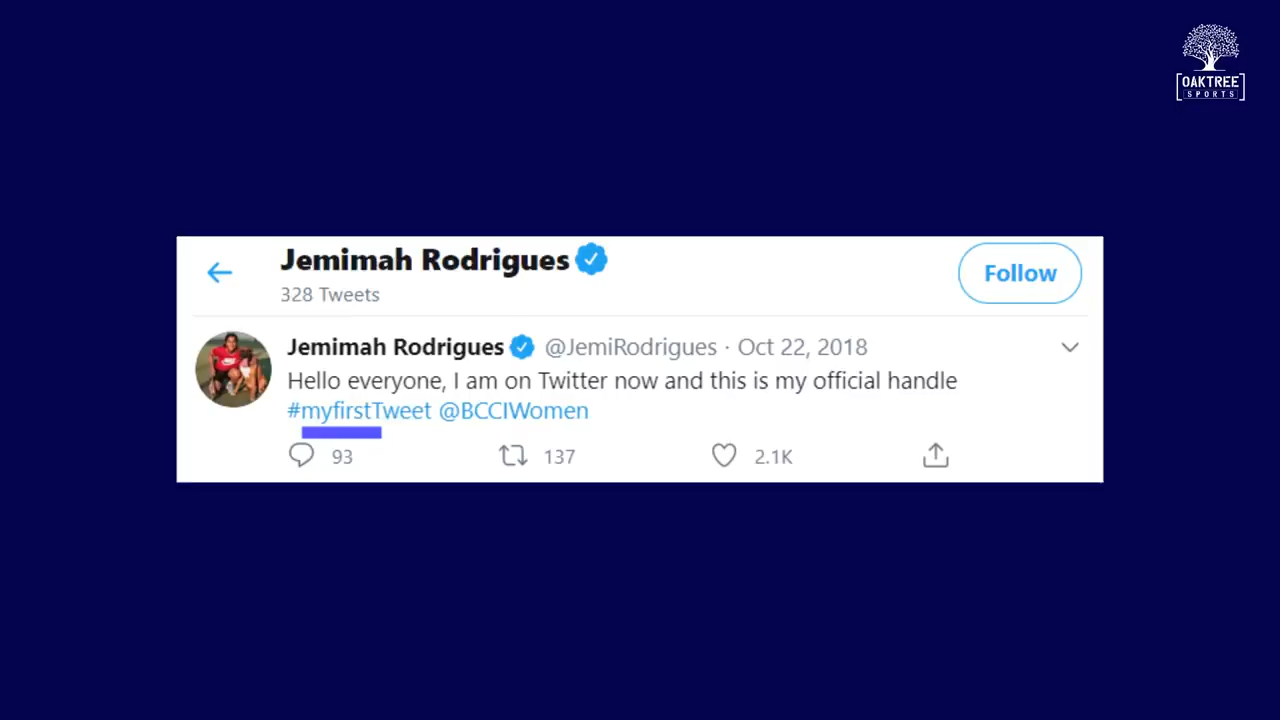 OAKTREE
SPORTS
Jemimah Rodrigues
328 Tweets
Follow
Jemimah Rodrigues @JemiRodrigues · Oct 22, 2018
Hello everyone, I am on Twitter now and this is my official handle
#myfirstTweet @BCCIWomen
93 137 2.1K